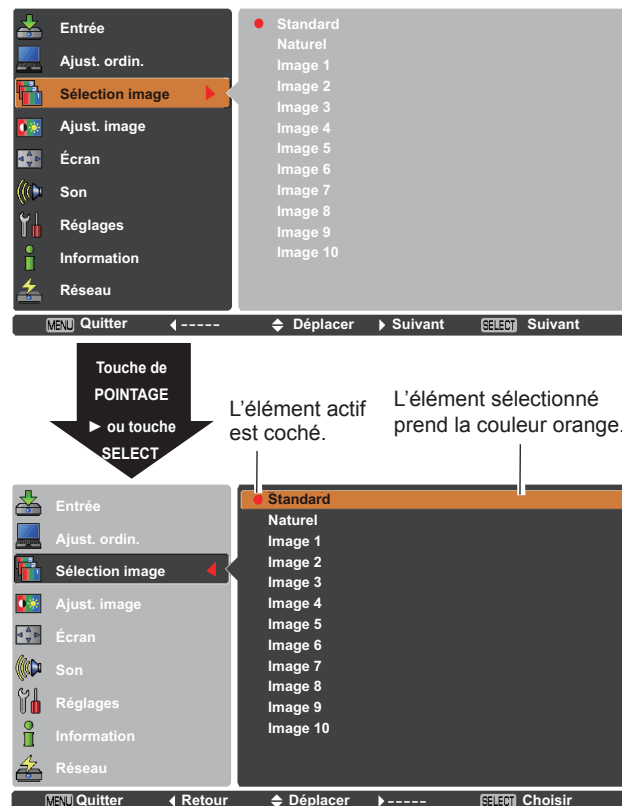 Entrée
Ajust. ordin.
Sélection image
Ajust. image
Écran
Son
Réglages
Information
Réseau
Standard
Naturel
Image 1
Image 2
Image 3
Image 4
Image 5
Image 6
Image 7
Image 8
Image 9
Image 10
MENU Quitter ◀ ----- Déplacer ▶ Suivant SELECT Suivant
Touche de
POINTAGE
► ou touche
SELECT
L’élément actif
est coché.
L’élément sélectionné
prend la couleur orange.
Entrée
Ajust. ordin.
Sélection image
Ajust. image
Écran
Son
Réglages
Information
Réseau
Standard
Naturel
Image 1
Image 2
Image 3
Image 4
Image 5
Image 6
Image 7
Image 8
Image 9
Image 10
MENU Quitter ◀ Retour Déplacer ▶ ----- SELECT Choisir